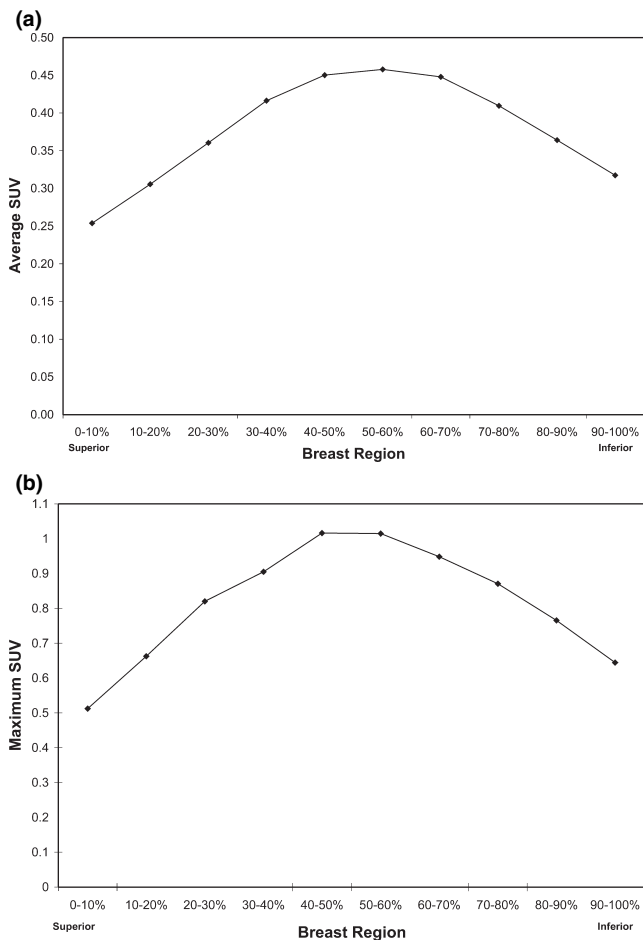 (a)
0.50
0.45
0.40
0.35
0.30
0.25
0.20
0.15
0.10
0.05
0.00
Average SUV
0-10% 10-20% 20-30% 30-40% 40-50% 50-60% 60-70% 70-80% 80-90% 90-100%
Superior Inferior
Breast Region
(b)
1.1
1
0.9
0.8
0.7
0.6
0.5
0.4
0.3
0.2
0.1
0
Maximum SUV
0-10% 10-20% 20-30% 30-40% 40-50% 50-60% 60-70% 70-80% 80-90% 90-100%
Superior Inferior
Breast Region